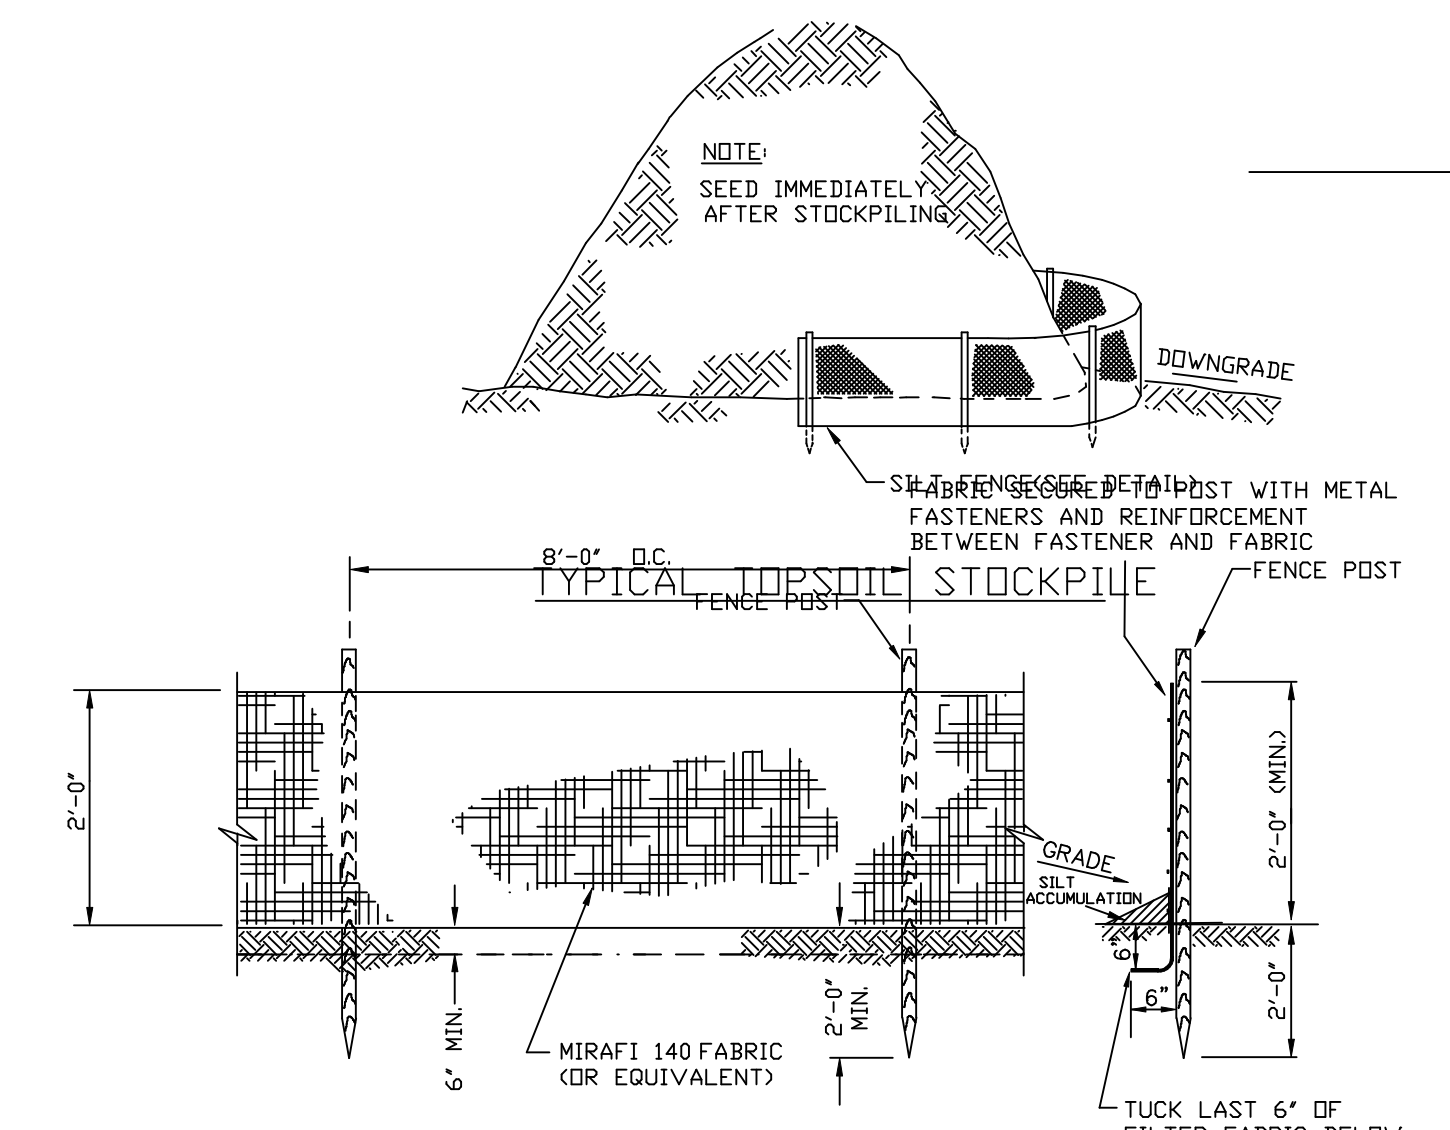 NOTE:
SEED IMMEDIATELY
AFTER STOCKPILING
DOWNGRADE
SILT FENCE(SEE DETAIL)
FABRIC SECURED TO POST WITH METAL
FASTENERS AND REINFORCEMENT
BETWEEN FASTENER AND FABRIC
8'-0" O.C.
TYPICAL TOPSOIL STOCKPILE
FENCE POST
FENCE POST
2'-0"
2'-0" (MIN.)
GRADE
SILT
ACCUMULATION
6"
6"
2'-0"
6" MIN.
2'-0"
MIN.
MIRAFI 140 FABRIC
(OR EQUIVALENT)
TUCK LAST 6" OF
FILTER FABRIC BELOW